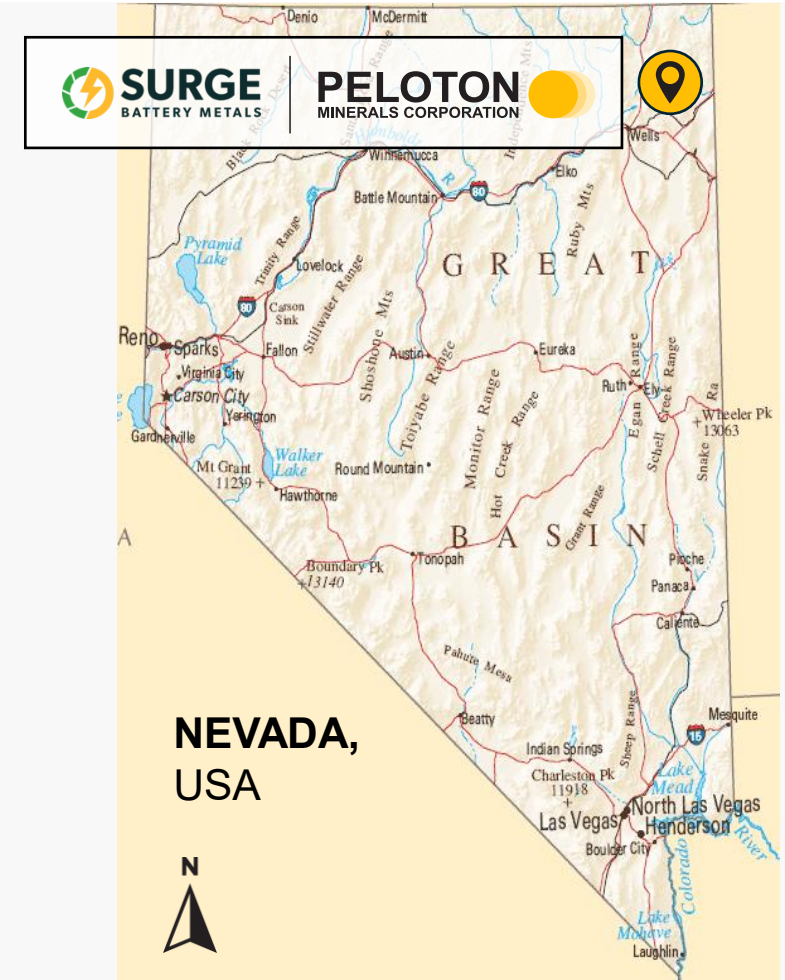 Denio
McDermitt
SURGE
BATTERY METALS
PELOTON
MINERALS CORPORATION
Wells
Humboldt
R
Winnemucca
Elko
80
Battle Mountain
Ruby Mts
Pyramid
Lake
Trinity Range
GREAT
Lovelock
80
Carson
Sink
Stillwater Range
Shoshone Mts
Reno
Sparks
Fallon
Austin
Eureka
Toiyabe Range
Virginia City
Carson City
Ruth
Ely
Egan Range
Schell Creek Range
Snake Ra
Yerington
Monitor Range
Hot Creek Range
Wheeler Pk
13063
Gardnerville
Walker
Lake
Mt Grant
11239
Round Mountain
Hawthorne
Grant Range
A
BASIN
Boundary Pk
13140
Tonopah
Pioche
Panaca
Caliente
Pahute Mesa
Beatty
Sheep Range
Mesquite
15
NEVADA,
USA
Indian Springs
Charleston Pk
11918
Lake
Mead
North Las Vegas
Las Vegas
Henderson
Boulder City
River
Colorado
N
Lake
Mohave
Laughlin